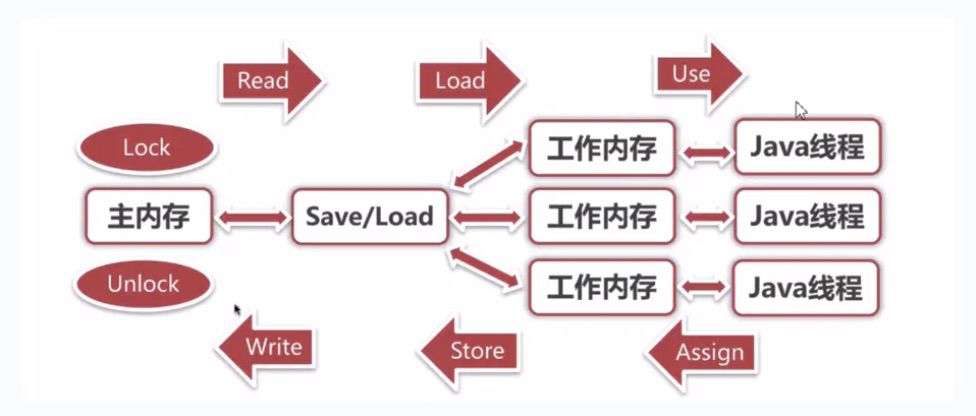 Read
Load
Use
Lock
工作内存
Java线程
主内存
Save/Load
工作内存
Java线程
Unlock
工作内存
Java线程
Write
Store
Assign